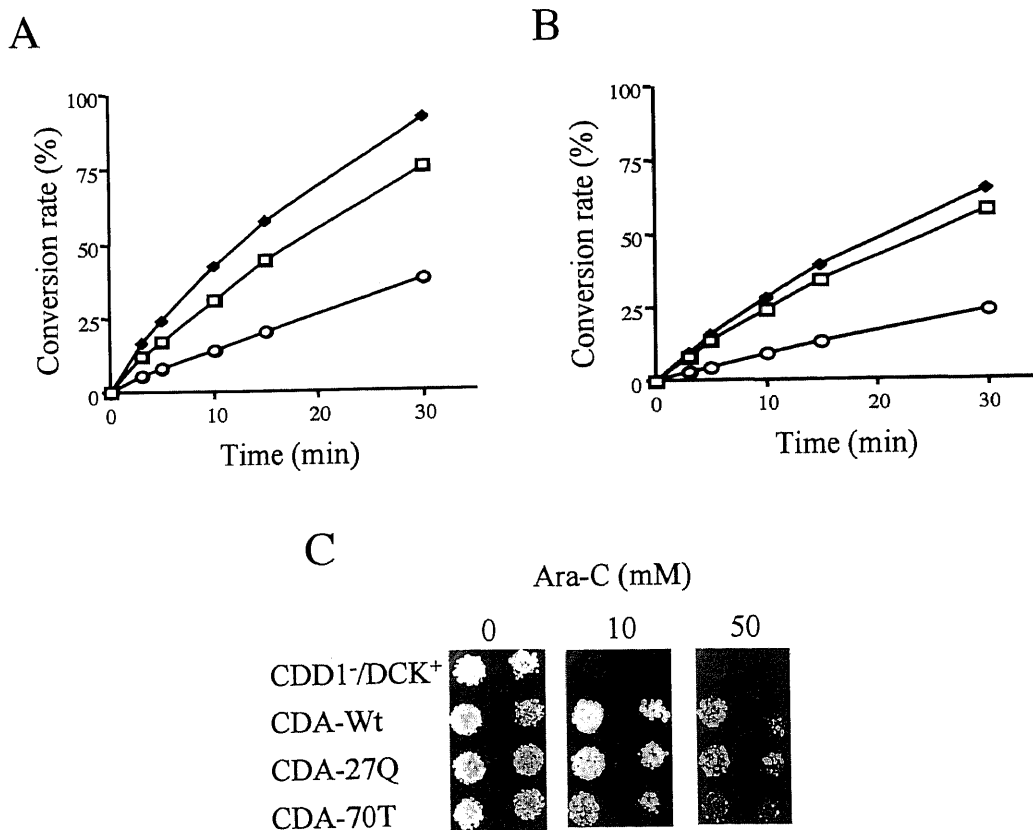 A
B
100
75
50
25
0
Conversion rate (%)
0
10
20
30
Time (min)
100
75
50
25
0
Conversion rate (%)
0
10
20
30
Time (min)
C
Ara-C (mM)
0 10 50
CDD1⁻/DCK⁺
CDA-Wt
CDA-27Q
CDA-70T